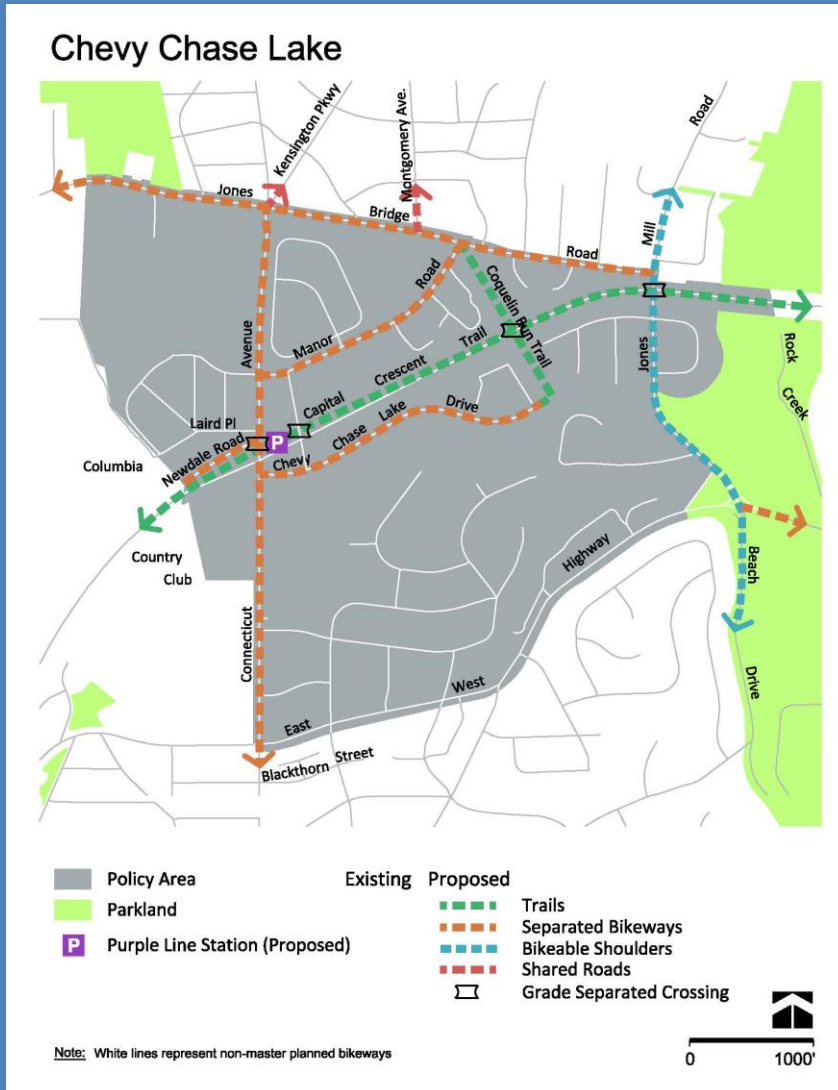 Chevy Chase Lake
Kensington Pkwy
Montgomery Ave.
Road
Jones
Bridge
Road
Mill
Road
Coquelin Run Trail
Avenue
Manor
Trail
Jones
Rock
Creek
Crescent
Capital
Laird Pl
Drive
Lake
Chase
Chevy
Newdale Road
P
Columbia
Country
Club
Highway
Beach
Connecticut
West
East
Drive
Blackthorn Street
Policy Area
Parkland
P Purple Line Station (Proposed)
Existing Proposed
Trails
Separated Bikeways
Bikeable Shoulders
Shared Roads
Grade Separated Crossing
Note: White lines represent non-master planned bikeways
0 1000'